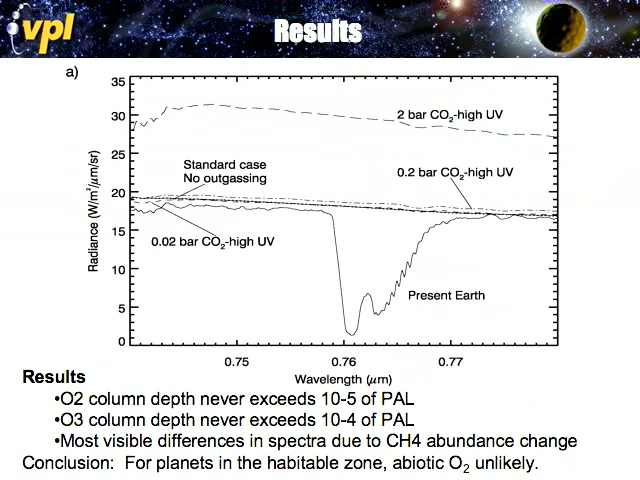 vpl
Results
a)
35
30
25
20
15
10
5
0
Radiance (W/m²/μm/sr)
2 bar CO₂-high UV
Standard case
No outgassing
0.2 bar CO₂-high UV
0.02 bar CO₂-high UV
Present Earth
0.75 0.76 0.77
Wavelength (μm)
Results
•O2 column depth never exceeds 10-5 of PAL
•O3 column depth never exceeds 10-4 of PAL
•Most visible differences in spectra due to CH4 abundance change
Conclusion: For planets in the habitable zone, abiotic O₂ unlikely.